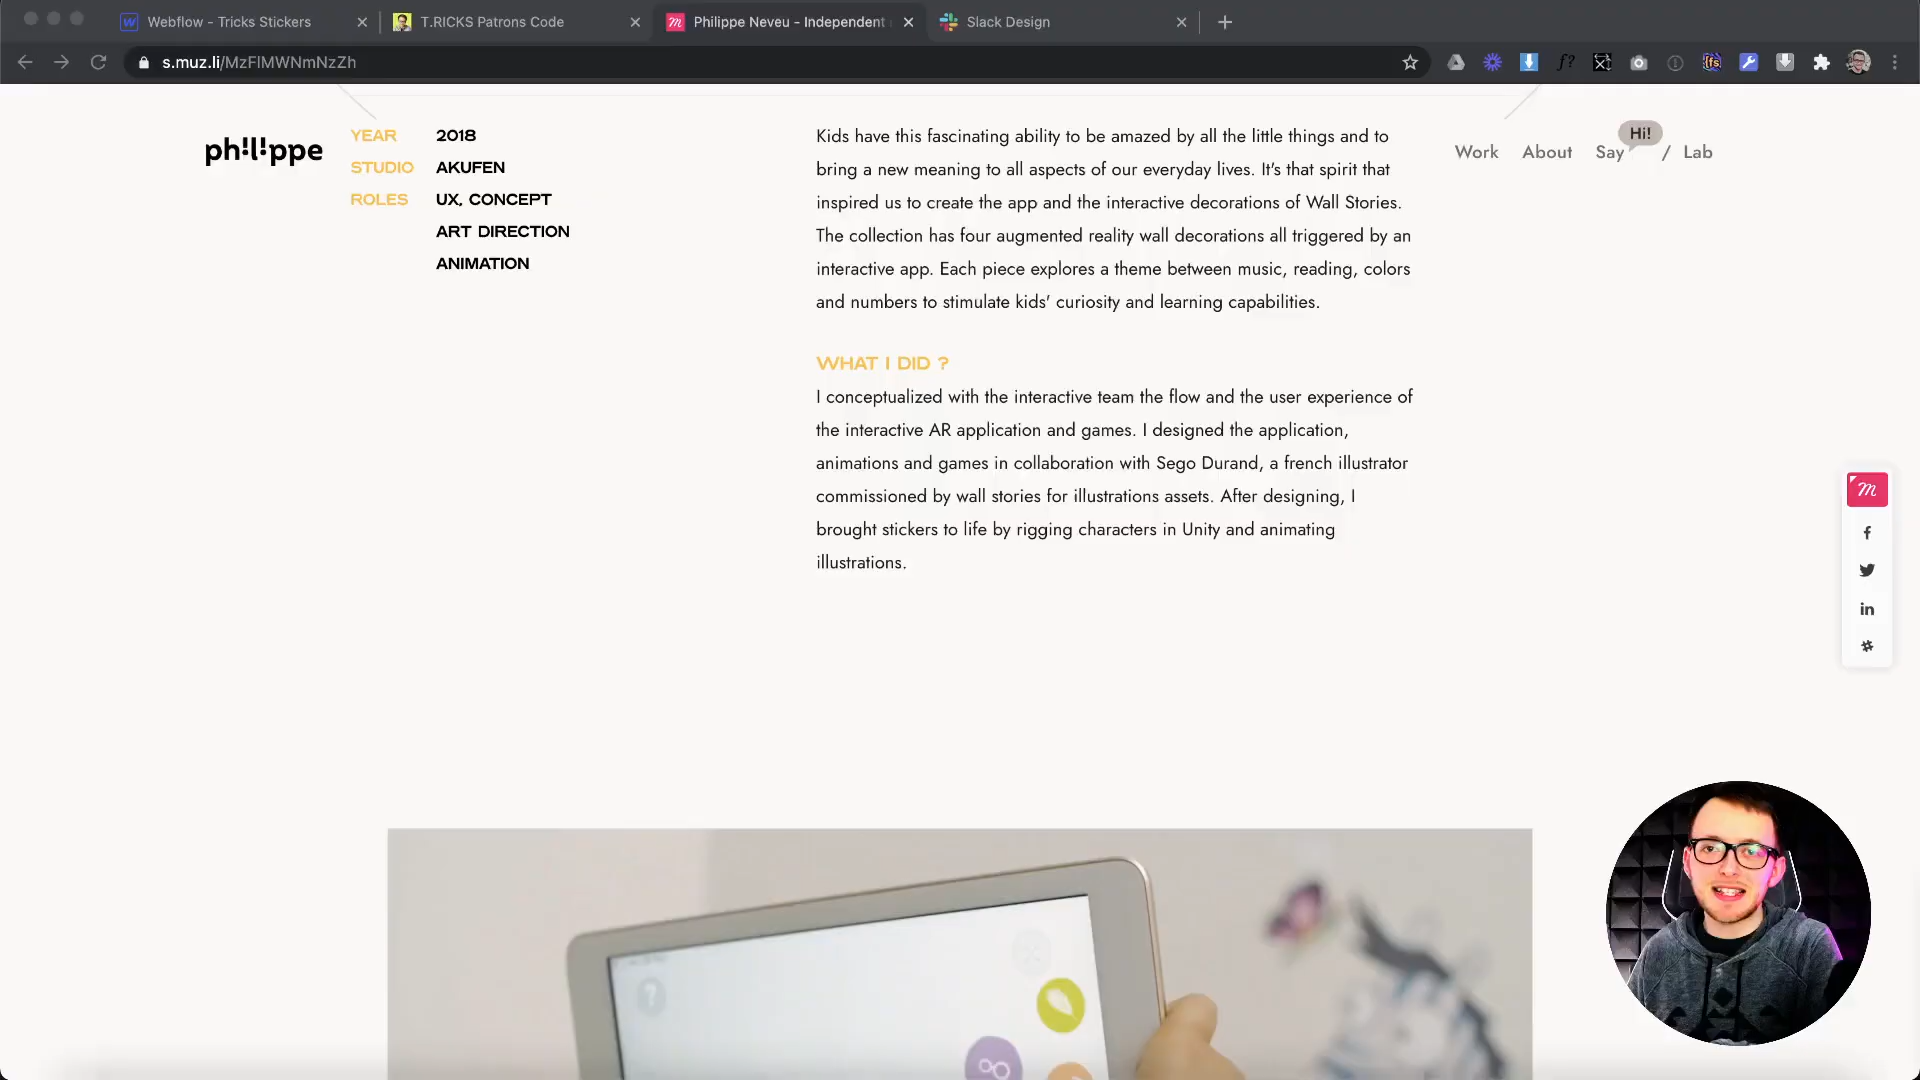 Webflow - Tricks Stickers
T.RICKS Patrons Code
Philippe Neveu - Independent
Slack Design
s.muz.li/MzFlMWNmNzZh
philippe
YEAR 2018
STUDIO AKUFEN
ROLES UX, CONCEPT
ART DIRECTION
ANIMATION
Kids have this fascinating ability to be amazed by all the little things and to
bring a new meaning to all aspects of our everyday lives. It's that spirit that
inspired us to create the app and the interactive decorations of Wall Stories.
The collection has four augmented reality wall decorations all triggered by an
interactive app. Each piece explores a theme between music, reading, colors
and numbers to stimulate kids' curiosity and learning capabilities.
WHAT I DID ?
I conceptualized with the interactive team the flow and the user experience of
the interactive AR application and games. I designed the application,
animations and games in collaboration with Sego Durand, a french illustrator
commissioned by wall stories for illustrations assets. After designing, I
brought stickers to life by rigging characters in Unity and animating
illustrations.
Hi!
Work About Say / Lab